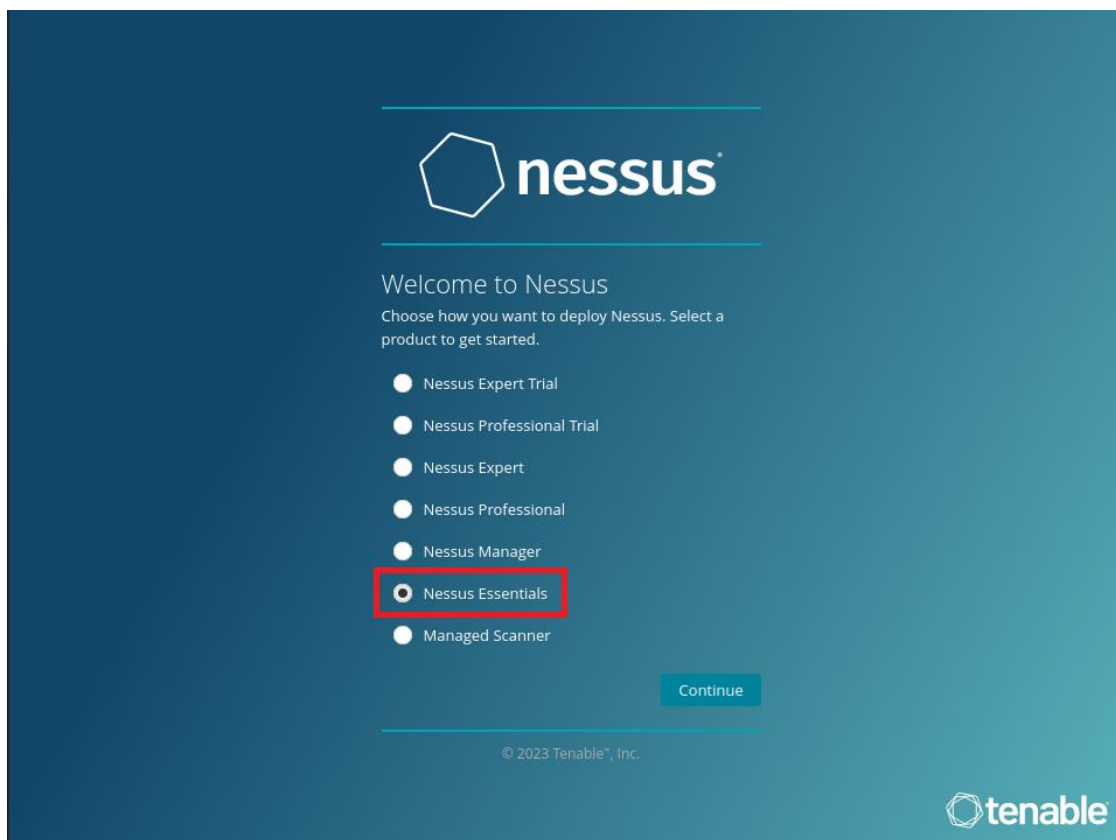 nessus®
Welcome to Nessus
Choose how you want to deploy Nessus. Select a
product to get started.
Nessus Expert Trial
Nessus Professional Trial
Nessus Expert
Nessus Professional
Nessus Manager
Nessus Essentials
Managed Scanner
Continue
© 2023 Tenable™, Inc.
tenable